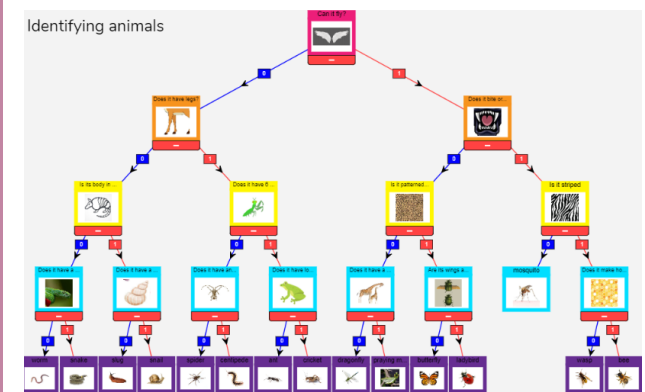 Identifying animals
Can it fly?
0
1
Does it have legs?
Does it bite or...
0
1
0
1
Is its body in ...
Does it have 6 ...
Is it patterned...
Is it striped
0
1
0
1
0
1
0
1
Does it have a ...
Does it have a ...
Does it have an...
Does it have lo...
Does it have a ...
Are its wings a...
mosquito
Does it make ho...
0
1
0
1
0
1
0
1
0
1
0
1
0
1
worm
snake
slug
snail
spider
centipede
ant
cricket
dragonfly
praying m...
butterfly
ladybird
wasp
bee